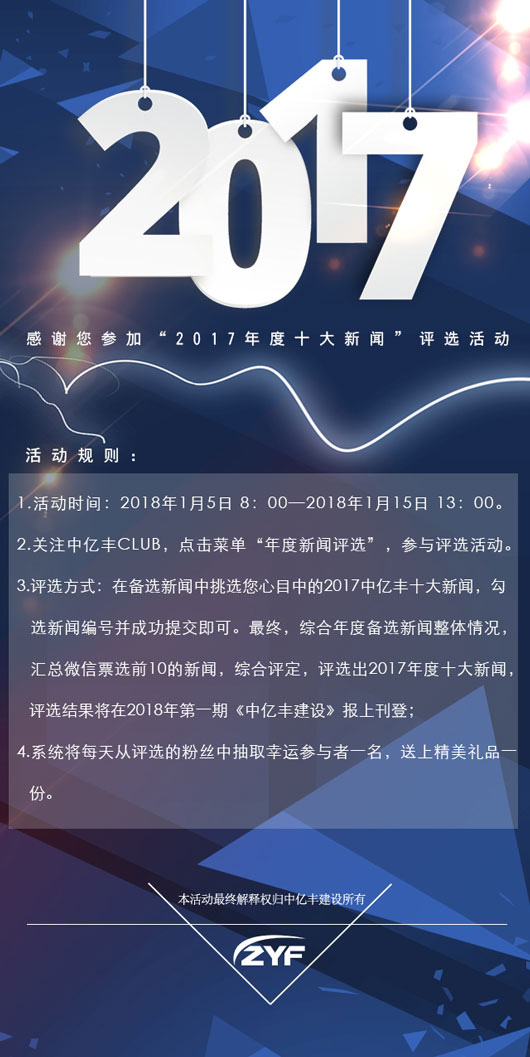 2017
感谢您参加“2017年度十大新闻”评选活动
活动规则:
1.活动时间：2018年1月5日 8：00—2018年1月15日 13：00。
2.关注中亿丰CLUB，点击菜单“年度新闻评选”，参与评选活动。
3.评选方式：在备选新闻中挑选您心目中的2017中亿丰十大新闻，勾
选新闻编号并成功提交即可。最终，综合年度备选新闻整体情况，
汇总微信票选前10的新闻，综合评定，评选出2017年度十大新闻，
评选结果将在2018年第一期《中亿丰建设》报上刊登；
4.系统将每天从评选的粉丝中抽取幸运参与者一名，送上精美礼品一
份。
本活动最终解释权归中亿丰建设所有
ZYF